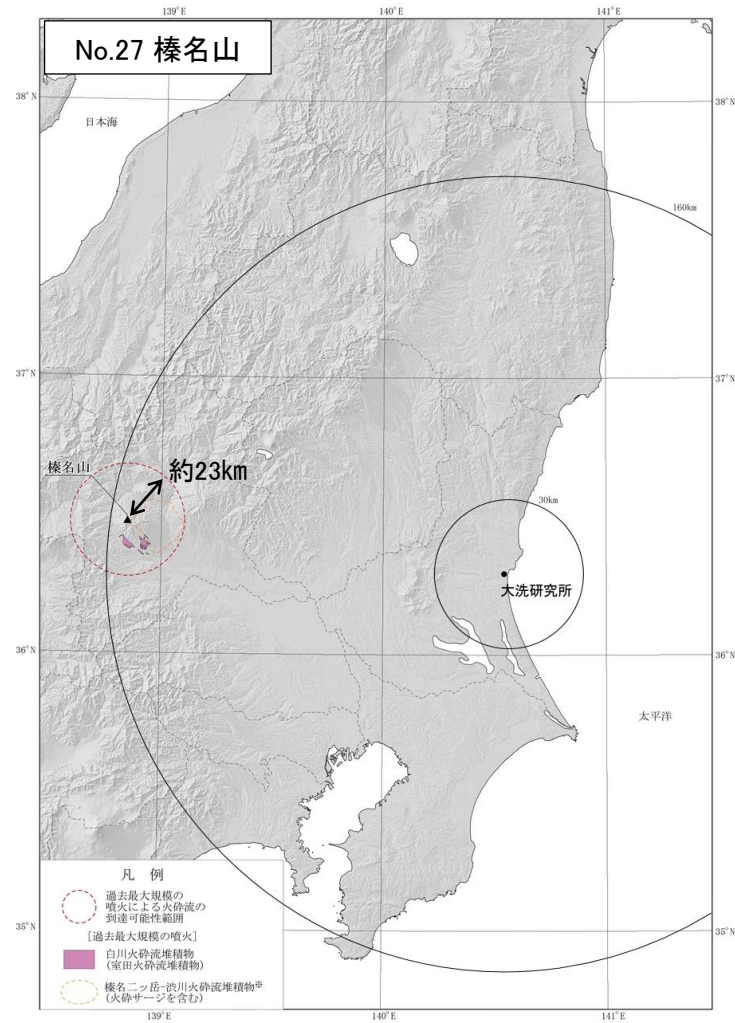 139°E
140°E
141°E
No.27 榛名山
38°N
38°N
日本海
160km
37°N
37°N
榛名山
約23km
30km
大洗研究所
36°N
36°N
太平洋
凡 例
過去最大規模の
噴火による火砕流の
到達可能性範囲
[過去最大規模の噴火]
白川火砕流堆積物
(室田火砕流堆積物)
榛名二ッ岳-渋川火砕流堆積物※
(火砕サージを含む)
35°N
35°N
139°E
140°E
141°E